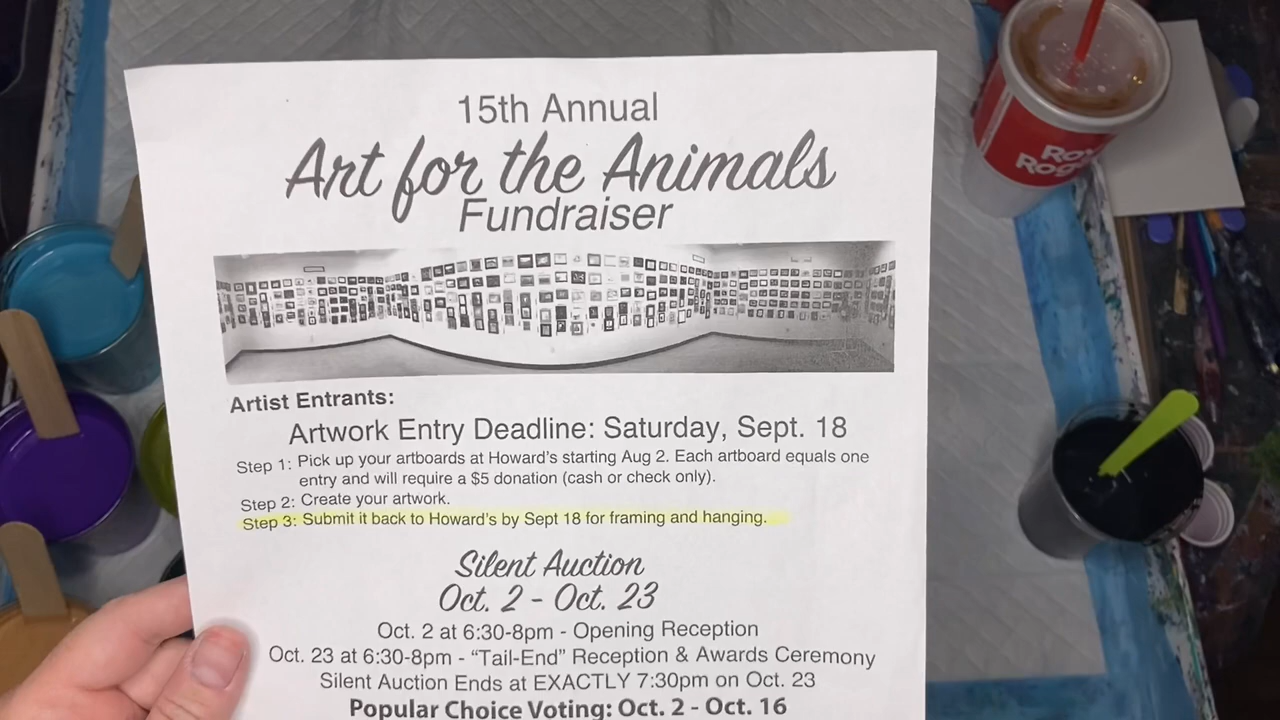 15th Annual
Art for the Animals
Fundraiser
Artist Entrants:
Artwork Entry Deadline: Saturday, Sept. 18
Step 1: Pick up your artboards at Howard's starting Aug 2. Each artboard equals one
entry and will require a $5 donation (cash or check only).
Step 2: Create your artwork.
Step 3: Submit it back to Howard's by Sept 18 for framing and hanging.
Silent Auction
Oct. 2 - Oct. 23
Oct. 2 at 6:30-8pm - Opening Reception
Oct. 23 at 6:30-8pm - “Tail-End” Reception & Awards Ceremony
Silent Auction Ends at EXACTLY 7:30pm on Oct. 23
Popular Choice Voting: Oct. 2 - Oct. 16